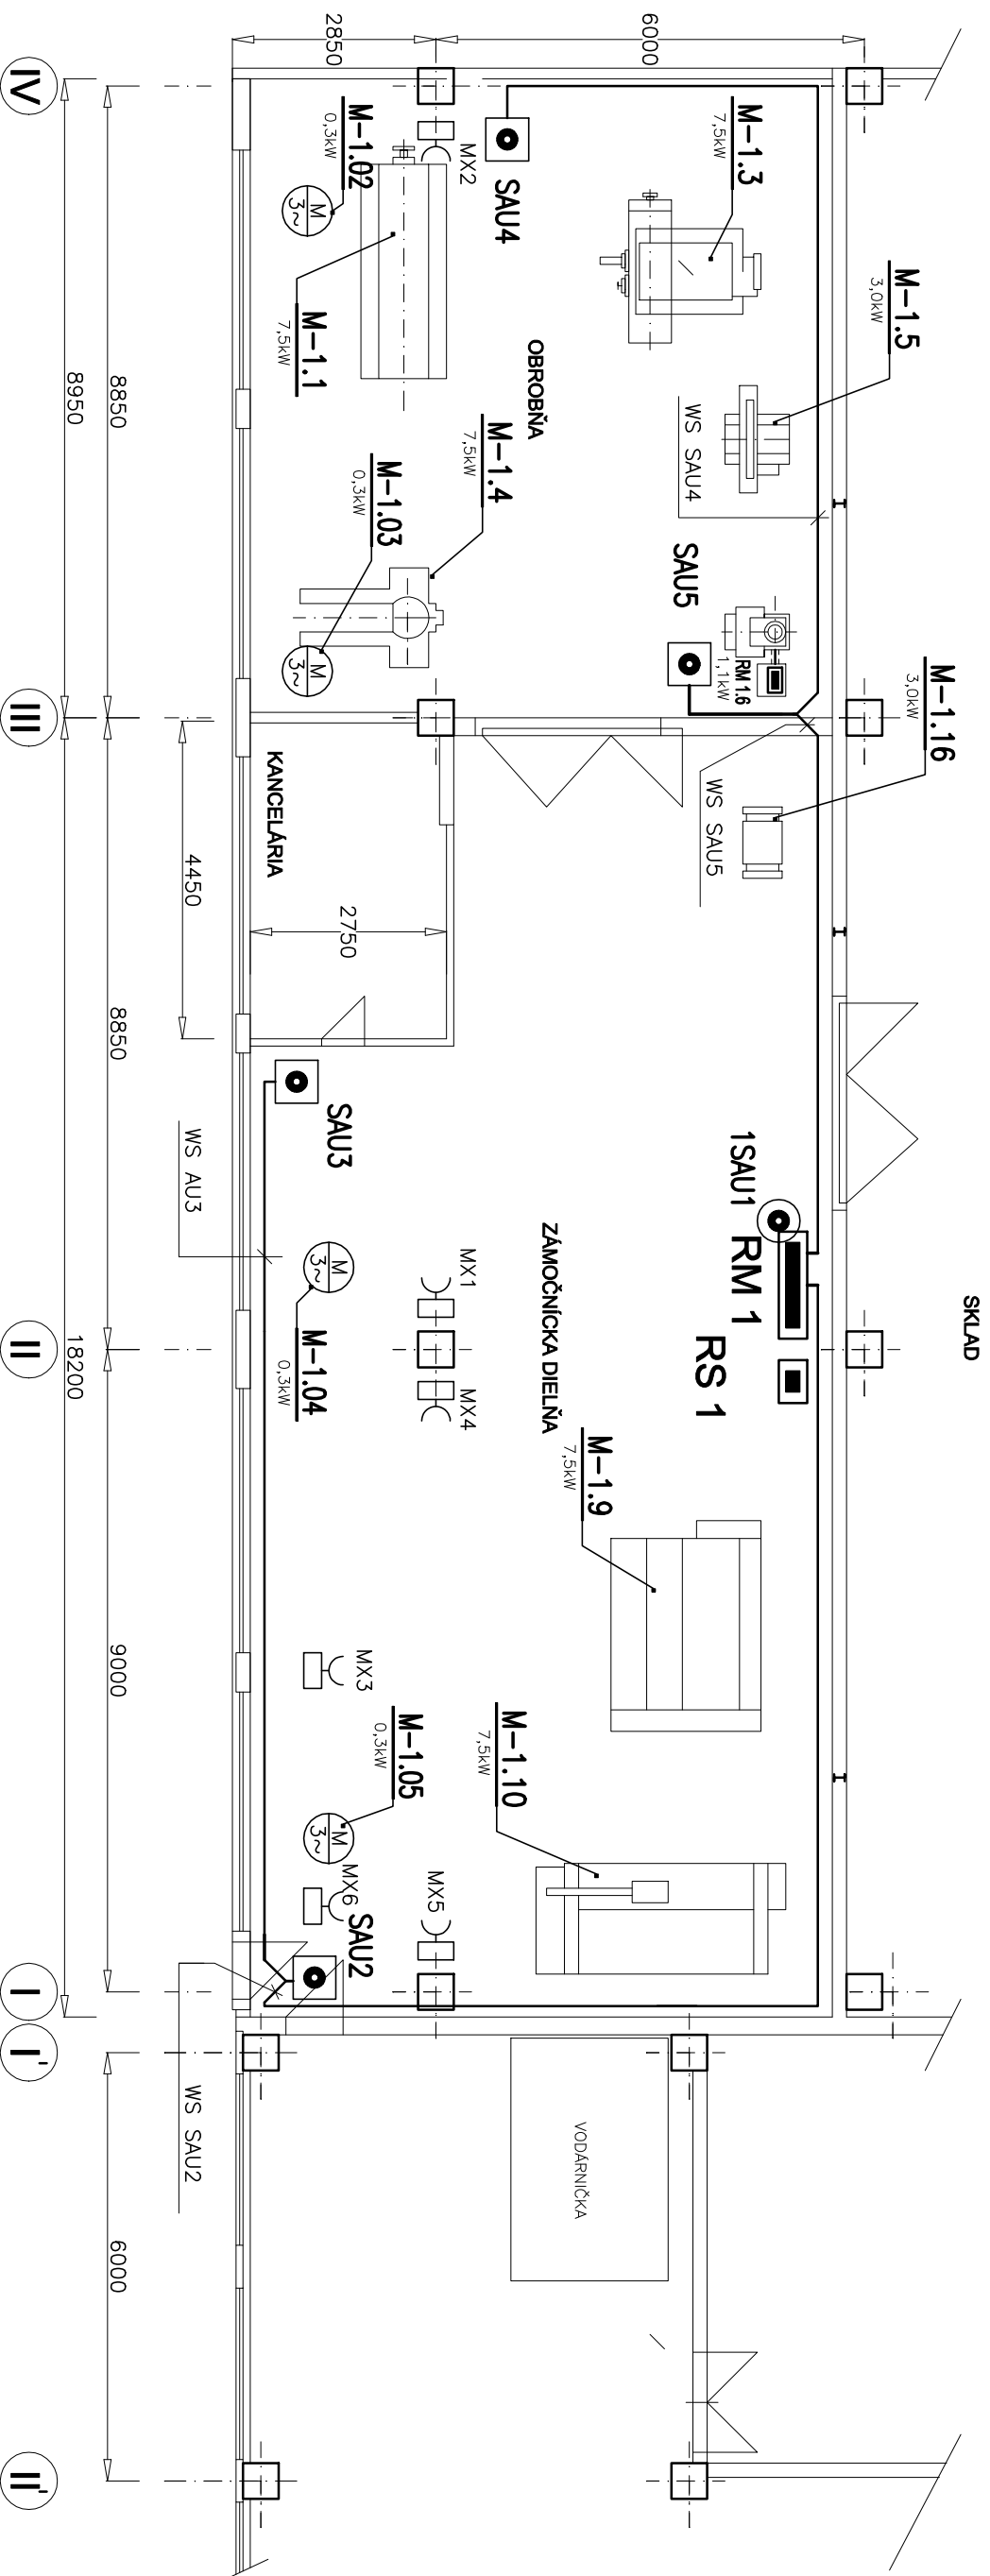 SKLAD
M-1.5
3,0kW
M-1.16
3,0kW
M-1.3
7,5kW
6000
2850
WS SAU4
SAU5
RM 1.6
1,1kW
WS SAU5
1SAU1
RM 1
RS 1
SAU4
MX2
OBROBŇA
M-1.4
7,5kW
ZÁMOČNÍCKA DIELŇA
M-1.9
7,5kW
M-1.10
7,5kW
VODÁRNIČKA
M-1.02
0,3kW
M
3~
M-1.1
7,5kW
M-1.03
0,3kW
M
3~
KANCELÁRIA
2750
4450
SAU3
WS AU3
M
3~
M-1.04
0,3kW
MX1
MX4
MX3
M-1.05
0,3kW
M
3~
MX6
SAU2
MX5
WS SAU2
8850
8850
9000
6000
8950
18200
IV
III
II
I
I'
II'